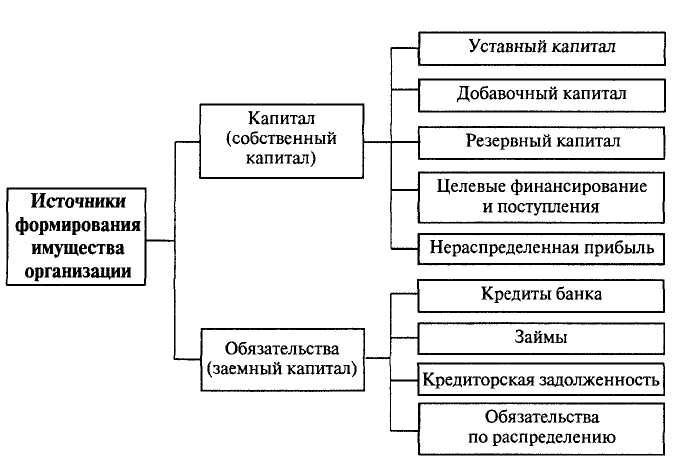 Источники
формирования
имущества
организации
Капитал
(собственный
капитал)
Уставный капитал
Добавочный капитал
Резервный капитал
Целевые финансирование
и поступления
Нераспределенная прибыль
Обязательства
(заемный капитал)
Кредиты банка
Займы
Кредиторская задолженность
Обязательства
по распределению